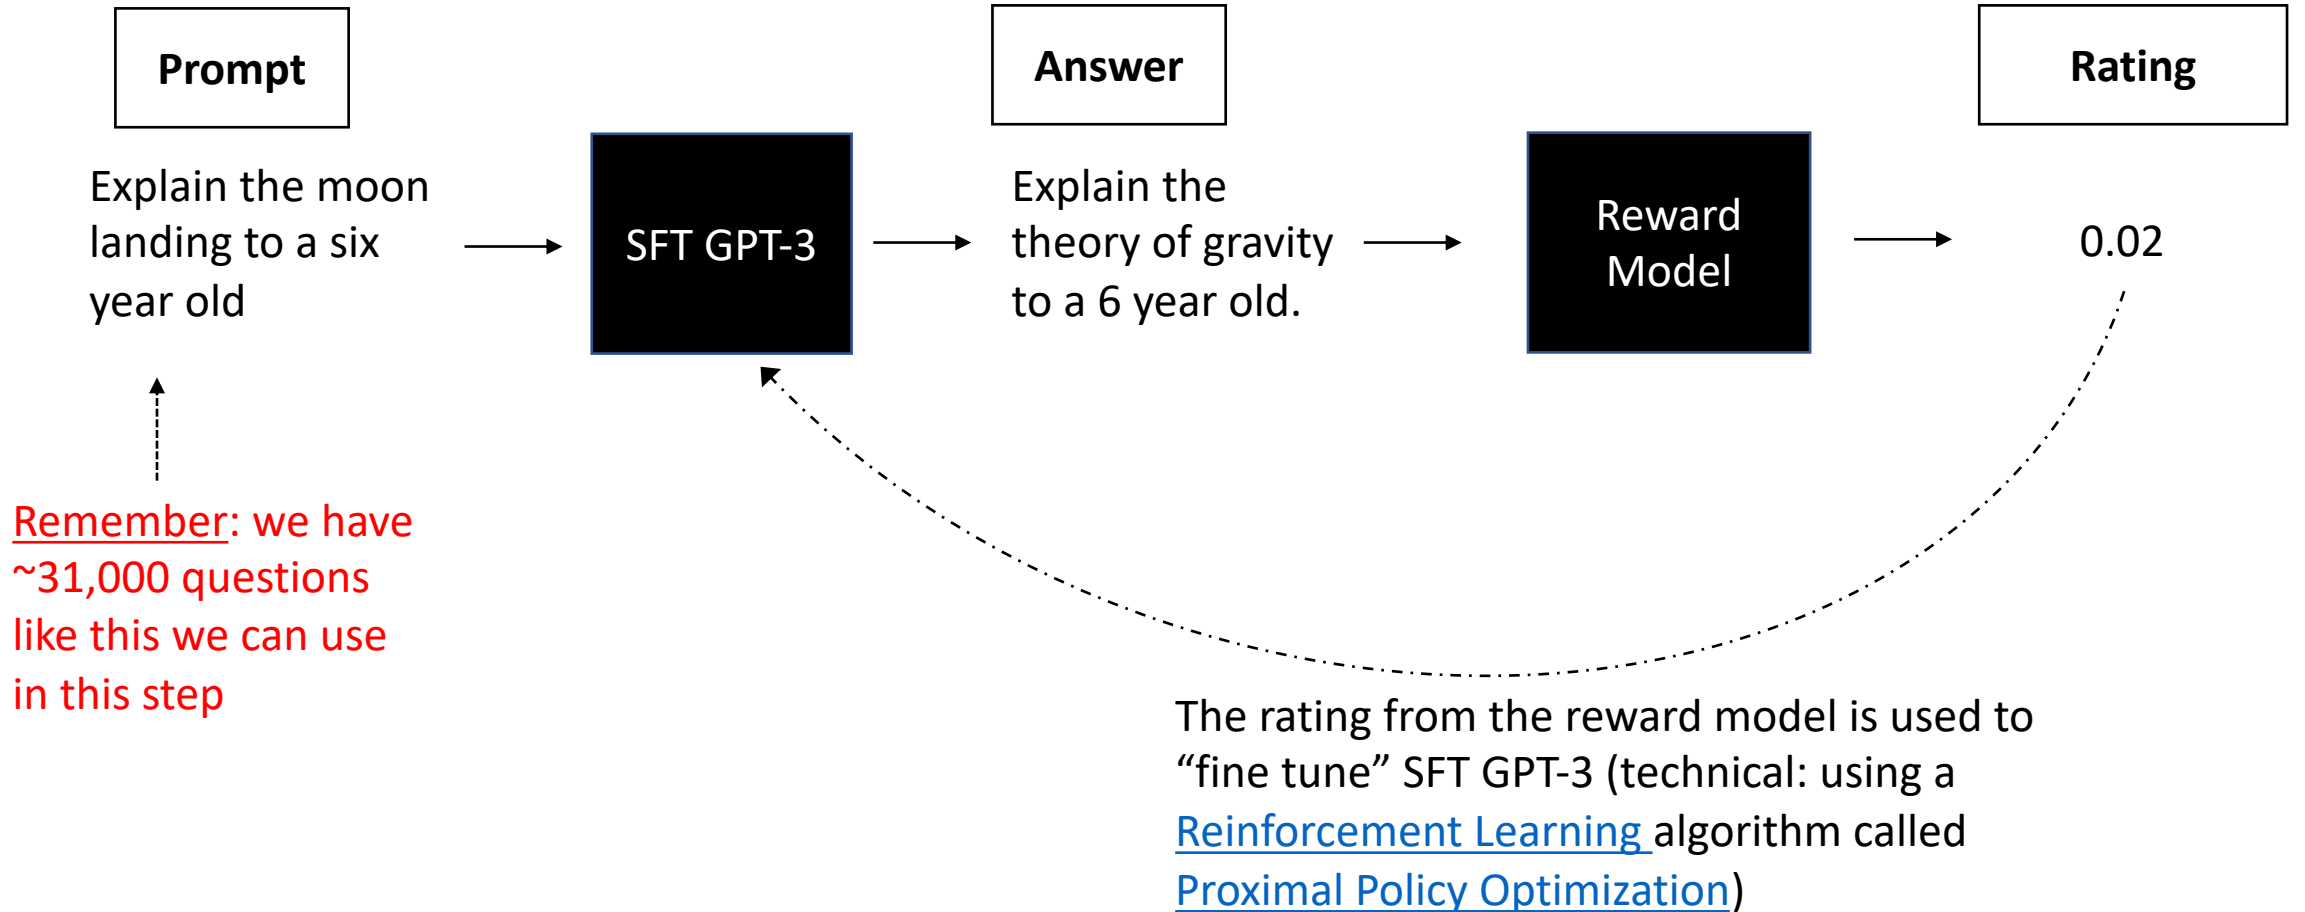 Prompt
Answer
Rating
Explain the moon
landing to a six
year old
SFT GPT-3
Explain the
theory of gravity
to a 6 year old.
Reward
Model
0.02
Remember: we have
~31,000 questions
like this we can use
in this step
The rating from the reward model is used to
“fine tune” SFT GPT-3 (technical: using a
Reinforcement Learning algorithm called
Proximal Policy Optimization)